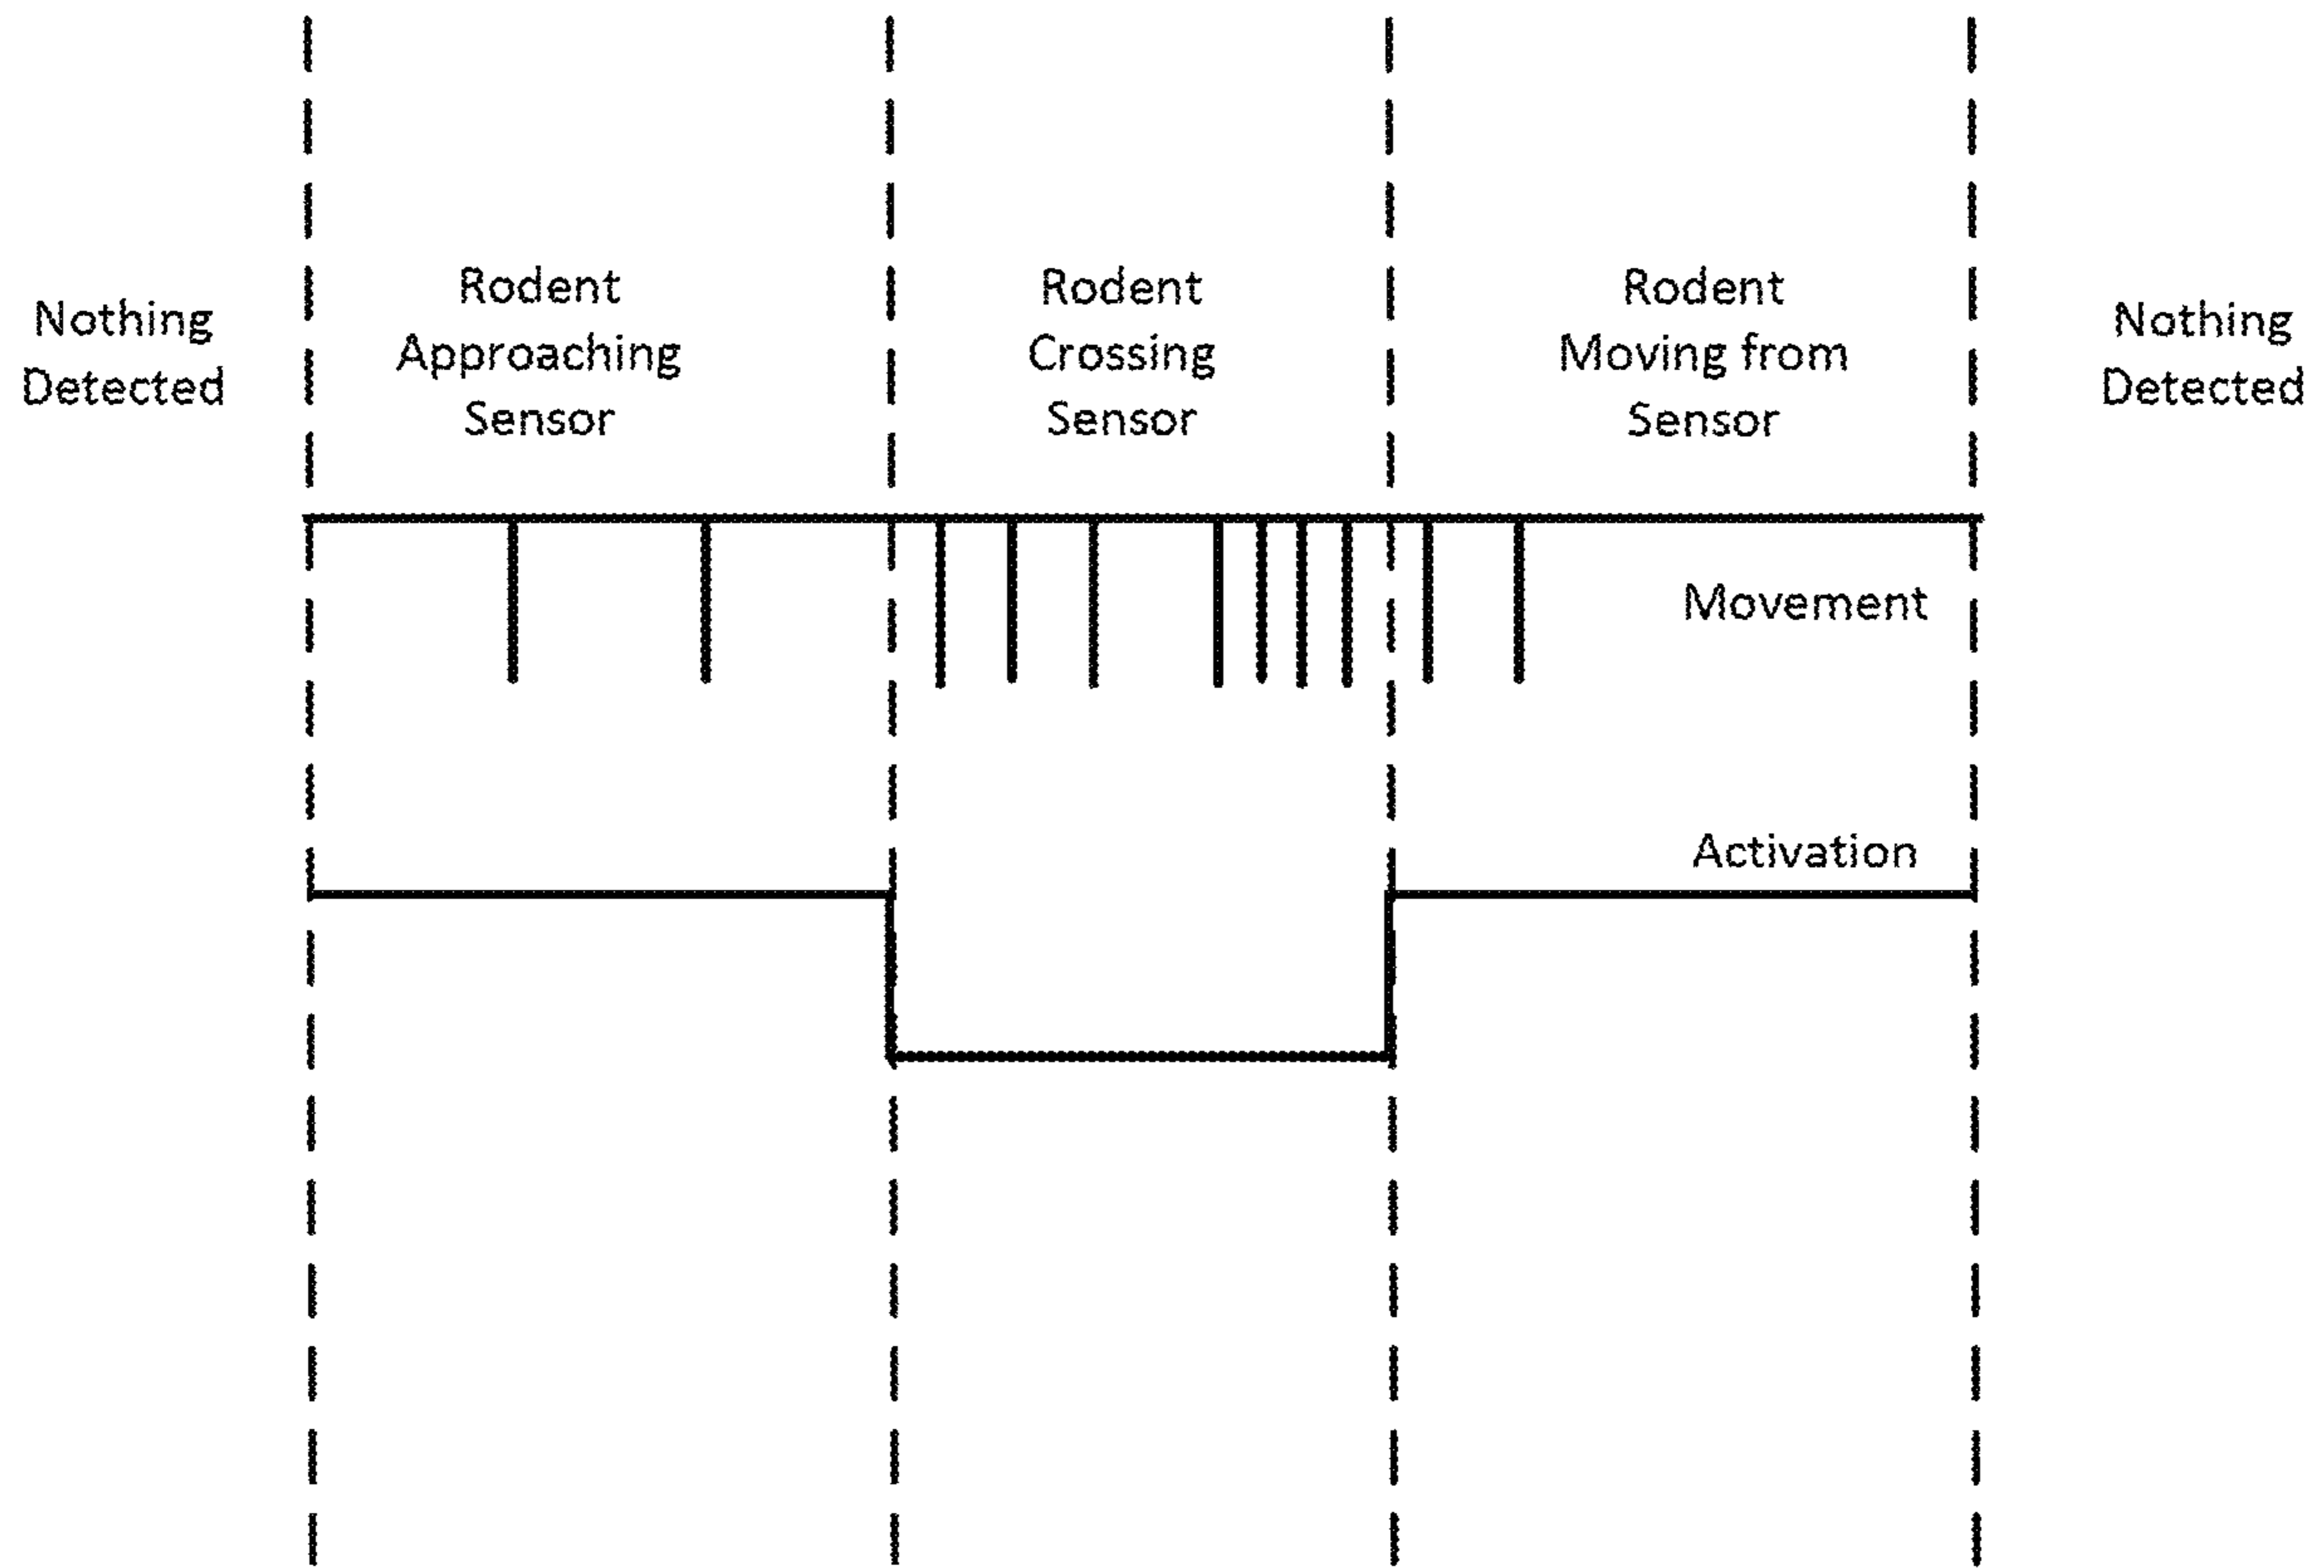 Nothing
Detected
Rodent
Approaching
Sensor
Rodent
Crossing
Sensor
Rodent
Moving from
Sensor
Nothing
Detected
Movement
Activation